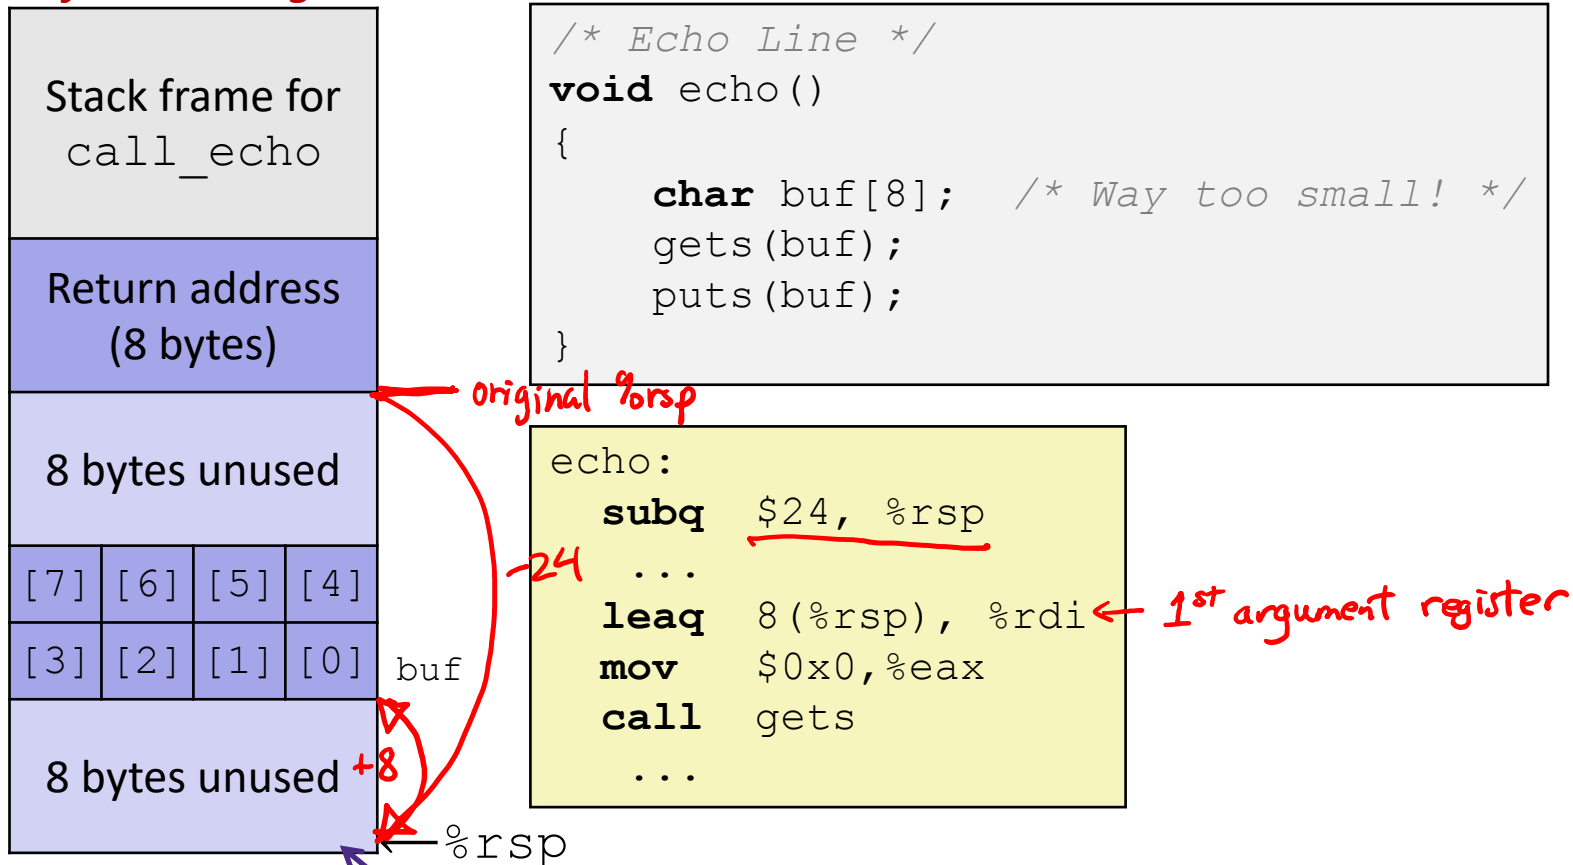 Stack frame for
call_echo
Return address
(8 bytes)
8 bytes unused
[7] [6] [5] [4]
[3] [2] [1] [0] buf
8 bytes unused +8
%rsp
/* Echo Line */
void echo()
{
char buf[8]; /* Way too small! */
gets(buf);
puts(buf);
}
original %rsp
-24
echo:
subq $24, %rsp
...
leaq 8(%rsp), %rdi ← 1st argument register
mov $0x0,%eax
call gets
...